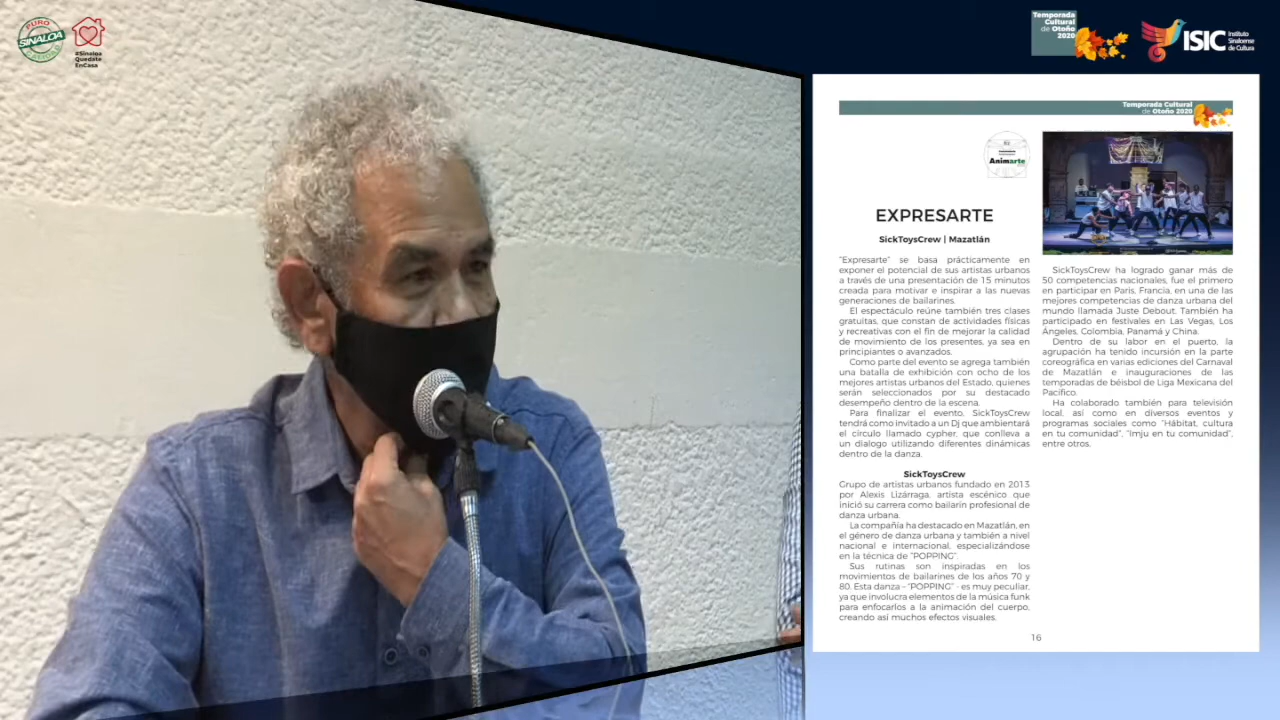 PURO
SINALOA
#Sinaloa
Quédate
EnCasa
Temporada
Cultural
de Otoño
2020
ISIC
Instituto
Sinaloense
de Cultura
Temporada Cultural
de Otoño 2020
Animarte
EXPRESARTE
SickToysCrew | Mazatlán
"Expresarte" se basa prácticamente en
exponer el potencial de sus artistas urbanos
a través de una presentación de 15 minutos
creada para motivar e inspirar a las nuevas
generaciones de bailarines.
El espectáculo reúne también tres clases
gratuitas, que constan de actividades físicas
y recreativas con el fin de mejorar la calidad
de movimiento de los presentes, ya sea en
principiantes o avanzados.
Como parte del evento se agrega también
una batalla de exhibición con ocho de los
mejores artistas urbanos del Estado, quienes
serán seleccionados por su destacado
desempeño dentro de la escena.
Para finalizar el evento, SickToysCrew
tendrá como invitado a un Dj que ambientará
el círculo llamado cypher, que conlleva a
un dialogo utilizando diferentes dinámicas
dentro de la danza.
SickToysCrew
Grupo de artistas urbanos fundado en 2013
por Alexis Lizárraga, artista escénico que
inició su carrera como bailarín profesional de
danza urbana.
La compañía ha destacado en Mazatlán, en
el género de danza urbana y también a nivel
nacional e internacional, especializándose
en la técnica de "POPPING".
Sus rutinas son inspiradas en los
movimientos de bailarines de los años 70 y
80. Esta danza – "POPPING" - es muy peculiar,
ya que involucra elementos de la música funk
para enfocarlos a la animación del cuerpo,
creando así muchos efectos visuales.
SickToysCrew ha logrado ganar más de
50 competencias nacionales, fue el primero
en participar en París, Francia, en una de las
mejores competencias de danza urbana del
mundo llamada Juste Debout. También ha
participado en festivales en Las Vegas, Los
Ángeles, Colombia, Panamá y China.
Dentro de su labor en el puerto, la
agrupación ha tenido incursión en la parte
coreográfica en varias ediciones del Carnaval
de Mazatlán e inauguraciones de las
temporadas de béisbol de Liga Mexicana del
Pacífico.
Ha colaborado también para televisión
local, así como en diversos eventos y
programas sociales como "Hábitat, cultura
en tu comunidad", "Imju en tu comunidad",
entre otros.
16